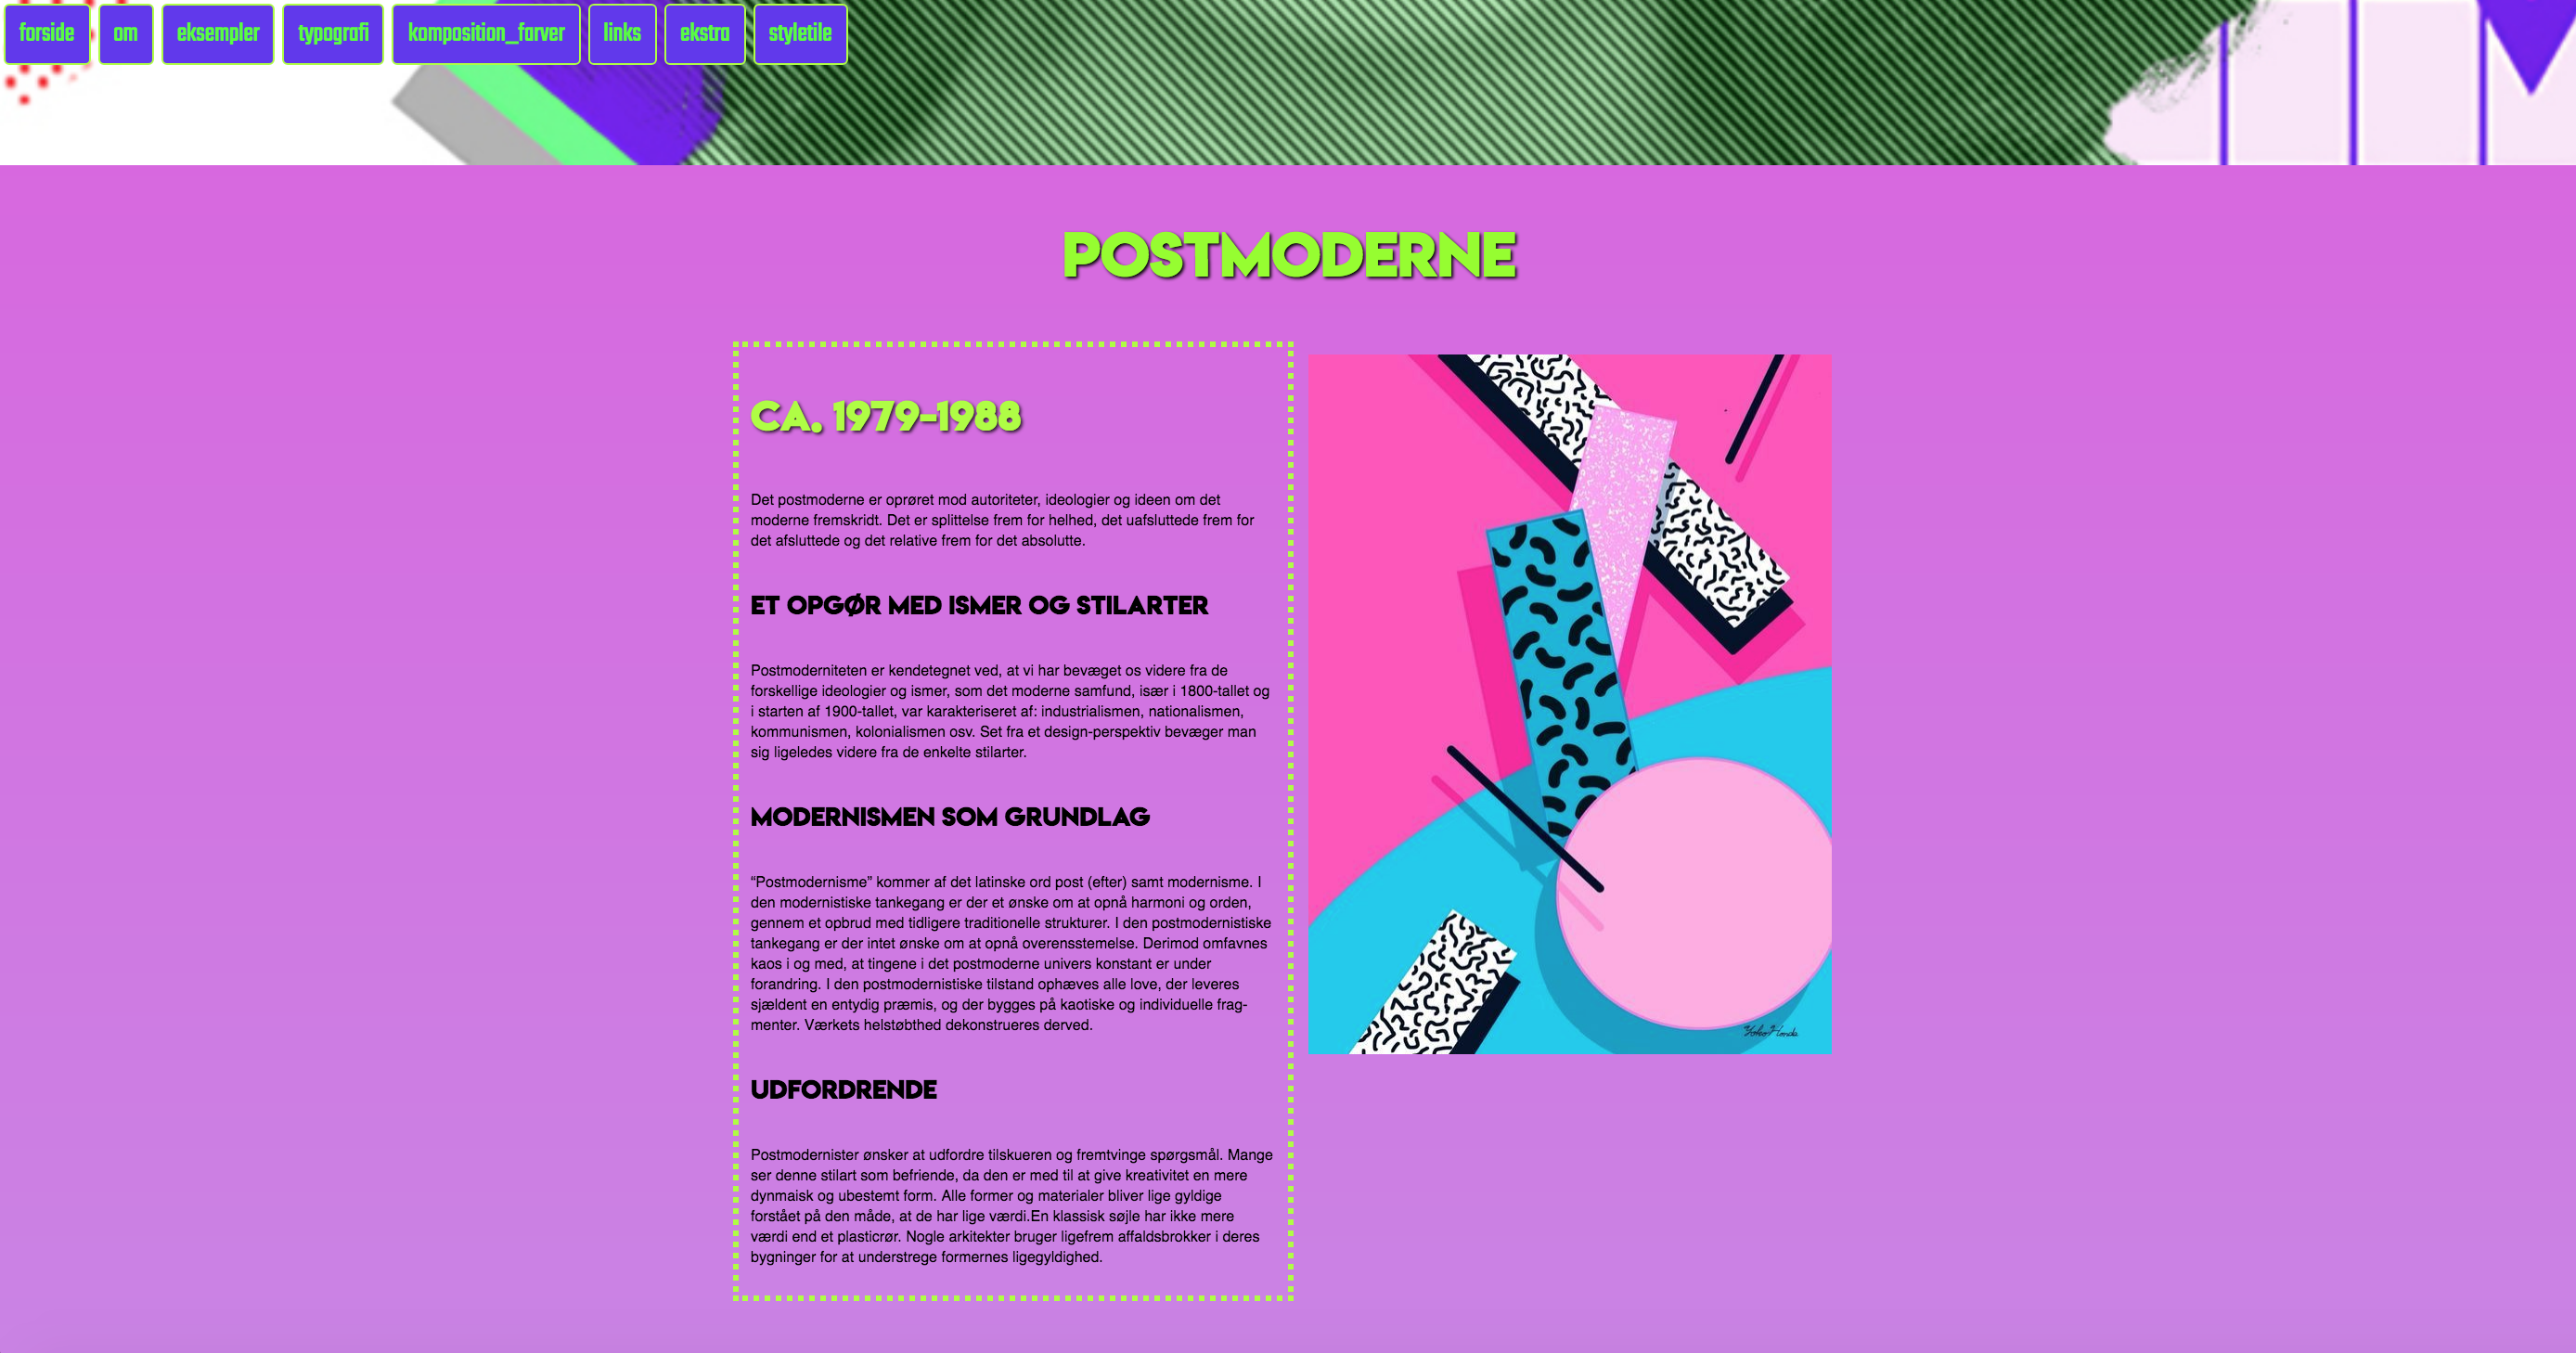 forside
om
eksempler
typografi
komposition_farver
links
ekstra
styletile
POSTMODERNE
CA. 1979-1988
Det postmoderne er oprøret mod autoriteter, ideologier og ideen om det
moderne fremskridt. Det er splittelse frem for helhed, det uafsluttede frem for
det afsluttede og det relative frem for det absolutte.
ET OPGØR MED ISMER OG STILARTER
Postmoderniteten er kendetegnet ved, at vi har bevæget os videre fra de
forskellige ideologier og ismer, som det moderne samfund, især i 1800-tallet og
i starten af 1900-tallet, var karakteriseret af: industrialismen, nationalismen,
kommunismen, kolonialismen osv. Set fra et design-perspektiv bevæger man
sig ligeledes videre fra de enkelte stilarter.
MODERNISMEN SOM GRUNDLAG
“Postmodernisme” kommer af det latinske ord post (efter) samt modernisme. I
den modernistiske tankegang er der et ønske om at opnå harmoni og orden,
gennem et opbrud med tidligere traditionelle strukturer. I den postmodernistiske
tankegang er der intet ønske om at opnå overensstemelse. Derimod omfavnes
kaos i og med, at tingene i det postmoderne univers konstant er under
forandring. I den postmodernistiske tilstand ophæves alle love, der leveres
sjældent en entydig præmis, og der bygges på kaotiske og individuelle frag-
menter. Værkets helstøbthed dekonstrueres derved.
UDFORDRENDE
Postmodernister ønsker at udfordre tilskueren og fremtvinge spørgsmål. Mange
ser denne stilart som befriende, da den er med til at give kreativitet en mere
dynmaisk og ubestemt form. Alle former og materialer bliver lige gyldige
forstået på den måde, at de har lige værdi.En klassisk søjle har ikke mere
værdi end et plasticrør. Nogle arkitekter bruger ligefrem affaldsbrokker i deres
bygninger for at understrege formernes ligegyldighed.
Yoko Honda